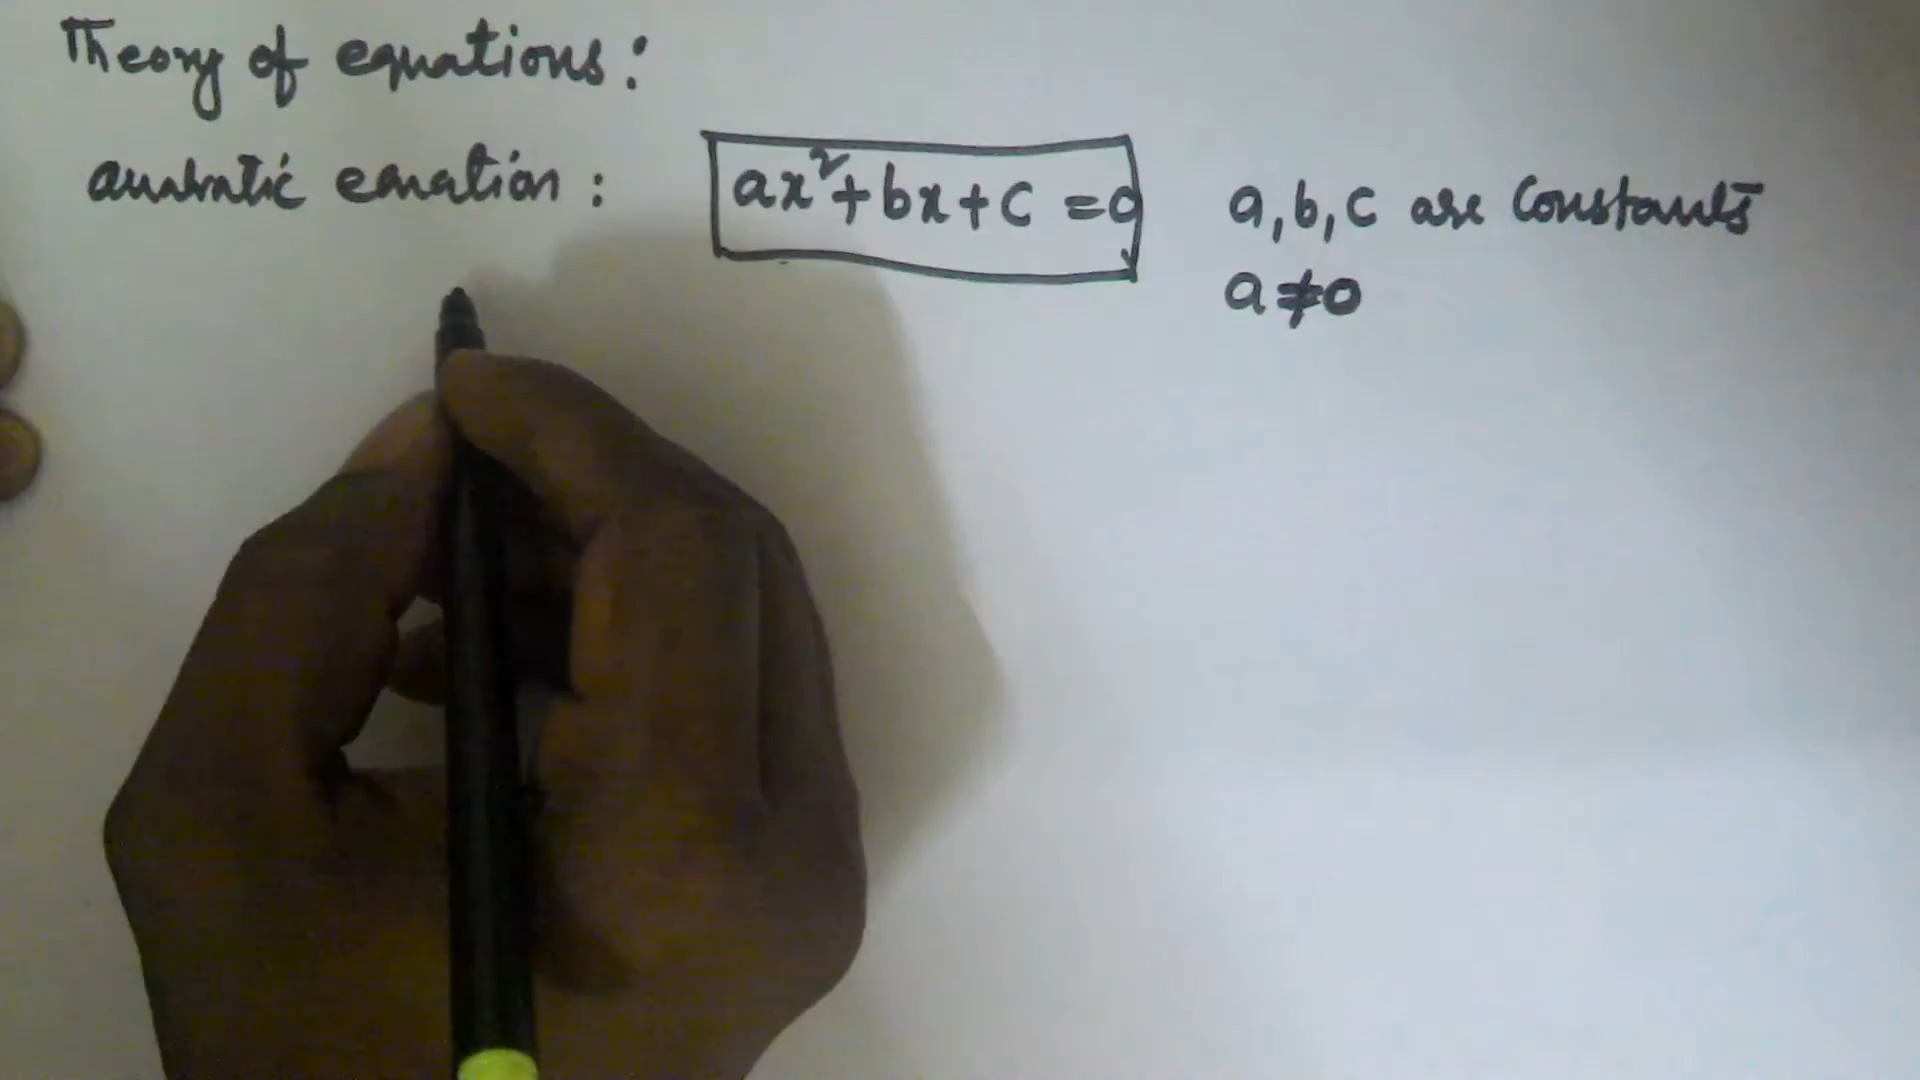 Theory of equations:
Quadratic equation: ax²+bx+c=0 a,b,c are constants
a≠0